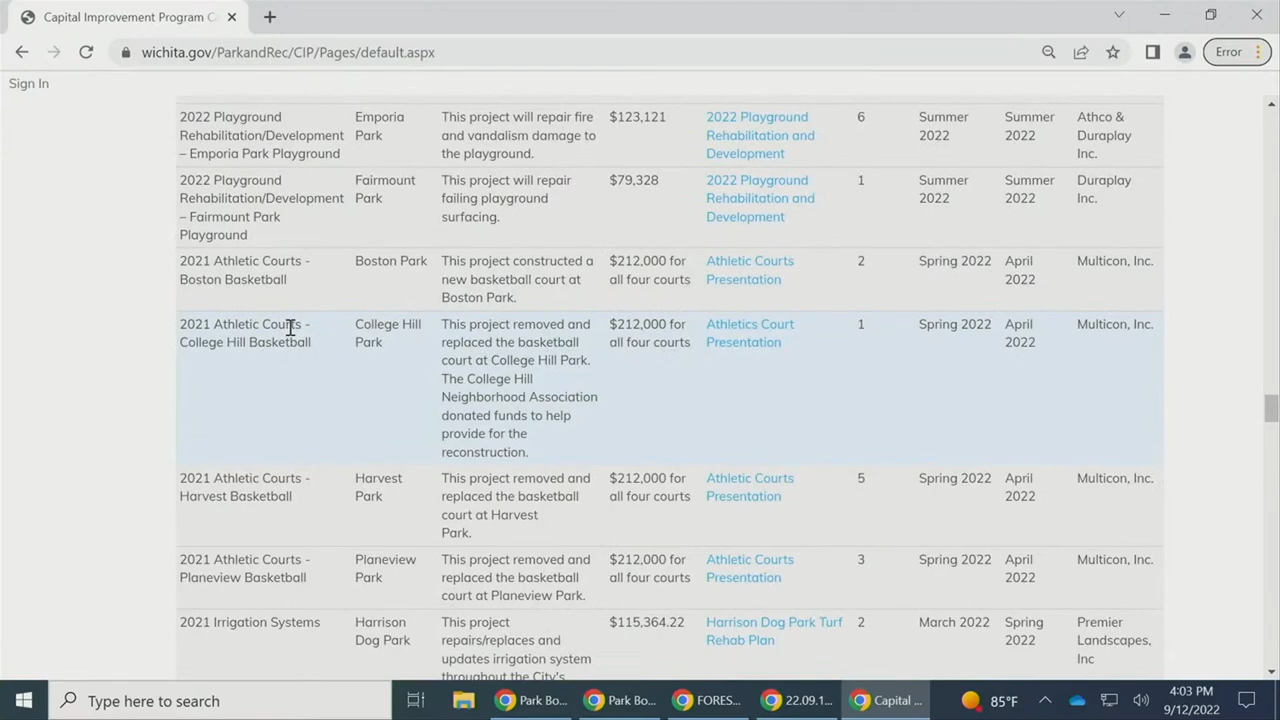 Capital Improvement Program C
wichita.gov/ParkandRec/CIP/Pages/default.aspx
Error
Sign In
2022 Playground Rehabilitation/Development – Emporia Park Playground
Emporia Park
This project will repair fire and vandalism damage to the playground.
$123,121
2022 Playground Rehabilitation and Development
6
Summer 2022
Summer 2022
Athco & Duraplay Inc.
2022 Playground Rehabilitation/Development – Fairmount Park Playground
Fairmount Park
This project will repair failing playground surfacing.
$79,328
2022 Playground Rehabilitation and Development
1
Summer 2022
Summer 2022
Duraplay Inc.
2021 Athletic Courts - Boston Basketball
Boston Park
This project constructed a new basketball court at Boston Park.
$212,000 for all four courts
Athletic Courts Presentation
2
Spring 2022
April 2022
Multicon, Inc.
2021 Athletic Courts - College Hill Basketball
College Hill Park
This project removed and replaced the basketball court at College Hill Park. The College Hill Neighborhood Association donated funds to help provide for the reconstruction.
$212,000 for all four courts
Athletics Court Presentation
1
Spring 2022
April 2022
Multicon, Inc.
2021 Athletic Courts - Harvest Basketball
Harvest Park
This project removed and replaced the basketball court at Harvest Park.
$212,000 for all four courts
Athletic Courts Presentation
5
Spring 2022
April 2022
Multicon, Inc.
2021 Athletic Courts - Planeview Basketball
Planeview Park
This project removed and replaced the basketball court at Planeview Park.
$212,000 for all four courts
Athletic Courts Presentation
3
Spring 2022
April 2022
Multicon, Inc.
2021 Irrigation Systems
Harrison Dog Park
This project repairs/replaces and updates irrigation system throughout the City's
$115,364.22
Harrison Dog Park Turf Rehab Plan
2
March 2022
Spring 2022
Premier Landscapes, Inc
Type here to search
Park Bo...
Park Bo...
FORES...
22.09.1...
Capital ...
85°F
4:03 PM
9/12/2022